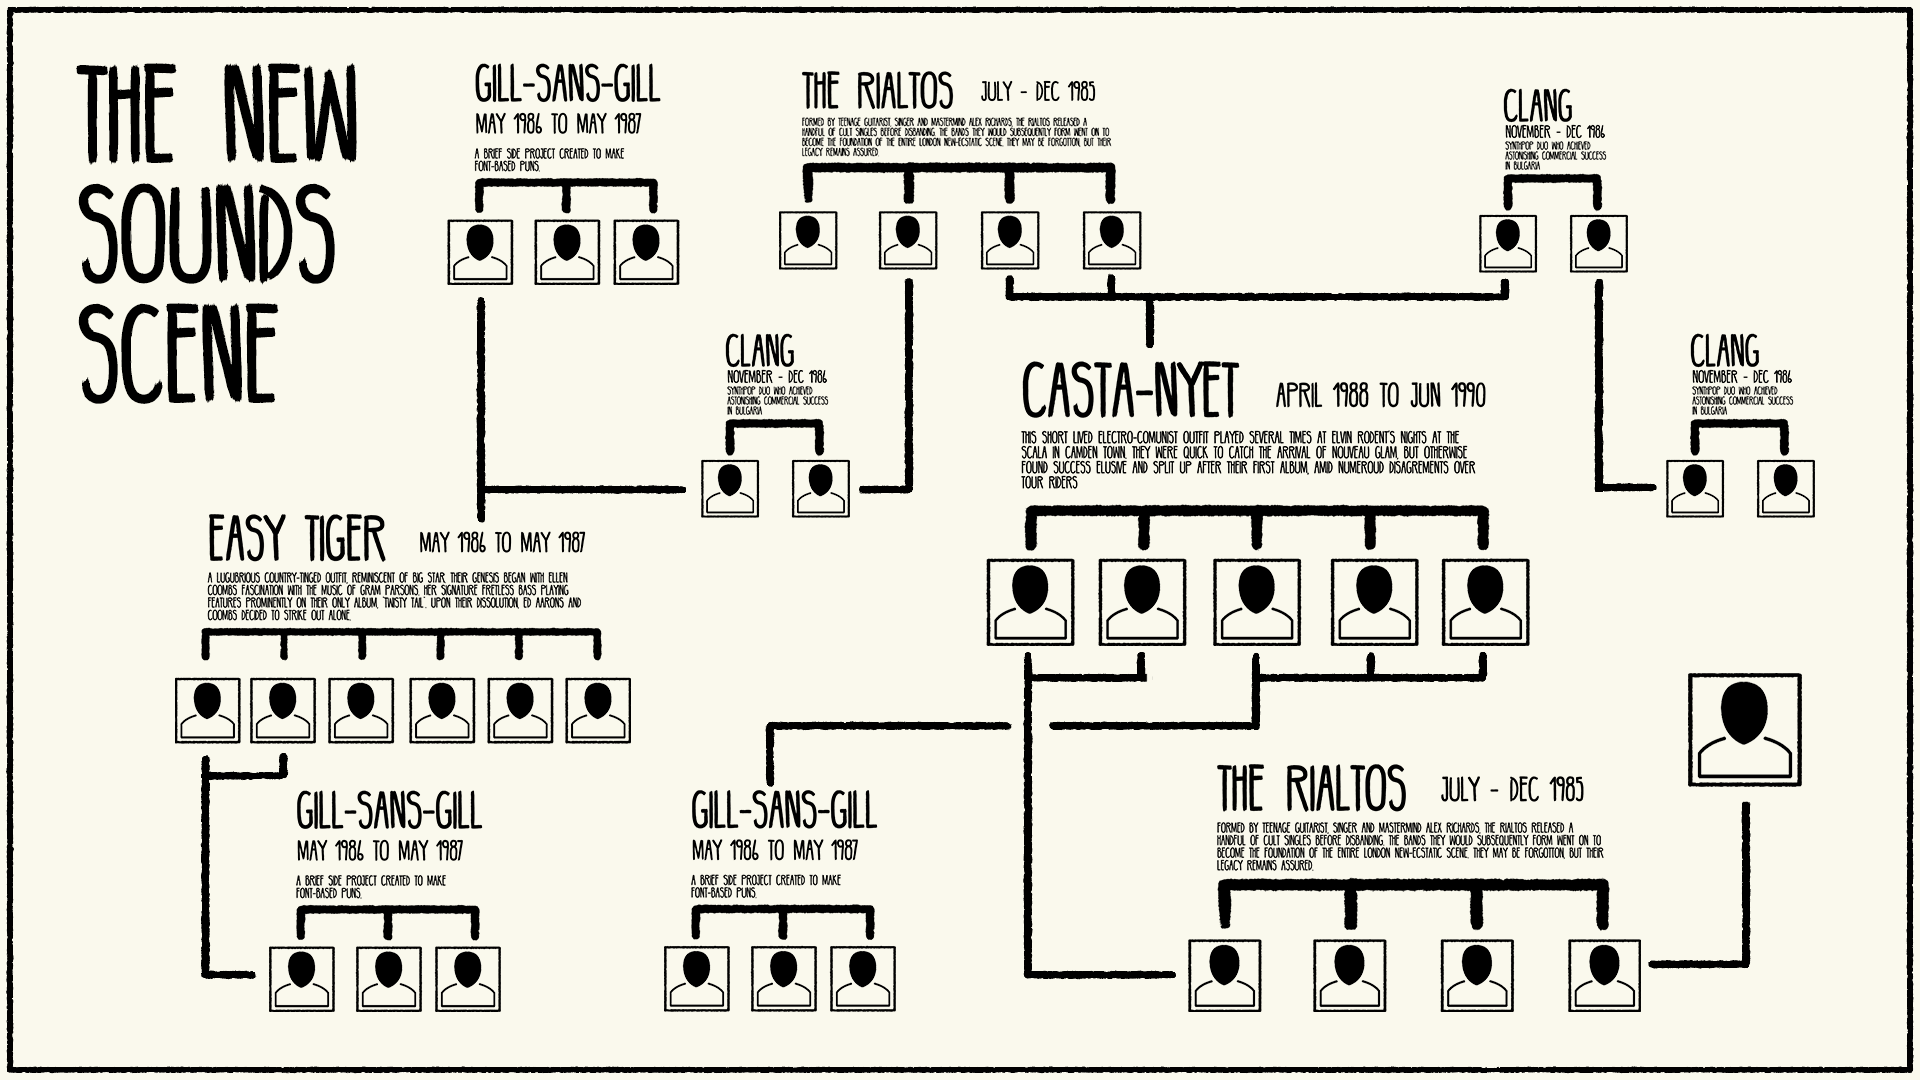 THE NEW
SOUNDS
SCENE
GILL-SANS-GILL
MAY 1986 TO MAY 1987
A BRIEF SIDE PROJECT CREATED TO MAKE
FONT-BASED PUNS.
THE RIALTOS JULY - DEC 1985
FORMED BY TEENAGE GUITARIST, SINGER AND MASTERMIND ALEX RICHARDS, THE RIALTOS RELEASED A
HANDFUL OF CULT SINGLES BEFORE DISBANDING. THE BANDS THEY WOULD SUBSEQUENTLY FORM WENT ON TO
BECOME THE FOUNDATION OF THE ENTIRE LONDON NEW-ECSTATIC SCENE. THEY MAY BE FORGOTTON, BUT THEIR
LEGACY REMAINS ASSURED.
CLANG
NOVEMBER - DEC 1986
SYNTHPOP DUO WHO ACHIEVED
ASTONISHING COMMERCIAL SUCCESS
IN BULGARIA
CLANG
NOVEMBER - DEC 1986
SYNTHPOP DUO WHO ACHIEVED
ASTONISHING COMMERCIAL SUCCESS
IN BULGARIA
CASTA-NYET APRIL 1988 TO JUN 1990
THIS SHORT LIVED ELECTRO-COMUNIST OUTFIT PLAYED SEVERAL TIMES AT ELVIN RODENT'S NIGHTS AT THE
SCALA IN CAMDEN TOWN. THEY WERE QUICK TO CATCH THE ARRIVAL OF NOUVEAU GLAM, BUT OTHERWISE
FOUND SUCCESS ELUSIVE AND SPLIT UP AFTER THEIR FIRST ALBUM, AMID NUMEROUD DISAGREMENTS OVER
TOUR RIDERS
CLANG
NOVEMBER - DEC 1986
SYNTHPOP DUO WHO ACHIEVED
ASTONISHING COMMERCIAL SUCCESS
IN BULGARIA
EASY TIGER MAY 1986 TO MAY 1987
A LUGUBRIOUS COUNTRY-TINGED OUTFIT, REMINISCENT OF BIG STAR. THEIR GENESIS BEGAN WITH ELLEN
COOMBS FASCINATION WITH THE MUSIC OF GRAM PARSONS. HER SIGNATURE FRETLESS BASS PLAYING
FEATURES PROMINENTLY ON THEIR ONLY ALBUM, 'TWISTY TAIL'. UPON THEIR DISSOLUTION, ED AARONS AND
COOMBS DECIDED TO STRIKE OUT ALONE.
GILL-SANS-GILL
MAY 1986 TO MAY 1987
A BRIEF SIDE PROJECT CREATED TO MAKE
FONT-BASED PUNS.
GILL-SANS-GILL
MAY 1986 TO MAY 1987
A BRIEF SIDE PROJECT CREATED TO MAKE
FONT-BASED PUNS.
THE RIALTOS JULY - DEC 1985
FORMED BY TEENAGE GUITARIST, SINGER AND MASTERMIND ALEX RICHARDS, THE RIALTOS RELEASED A
HANDFUL OF CULT SINGLES BEFORE DISBANDING. THE BANDS THEY WOULD SUBSEQUENTLY FORM WENT ON TO
BECOME THE FOUNDATION OF THE ENTIRE LONDON NEW-ECSTATIC SCENE. THEY MAY BE FORGOTTON, BUT THEIR
LEGACY REMAINS ASSURED.